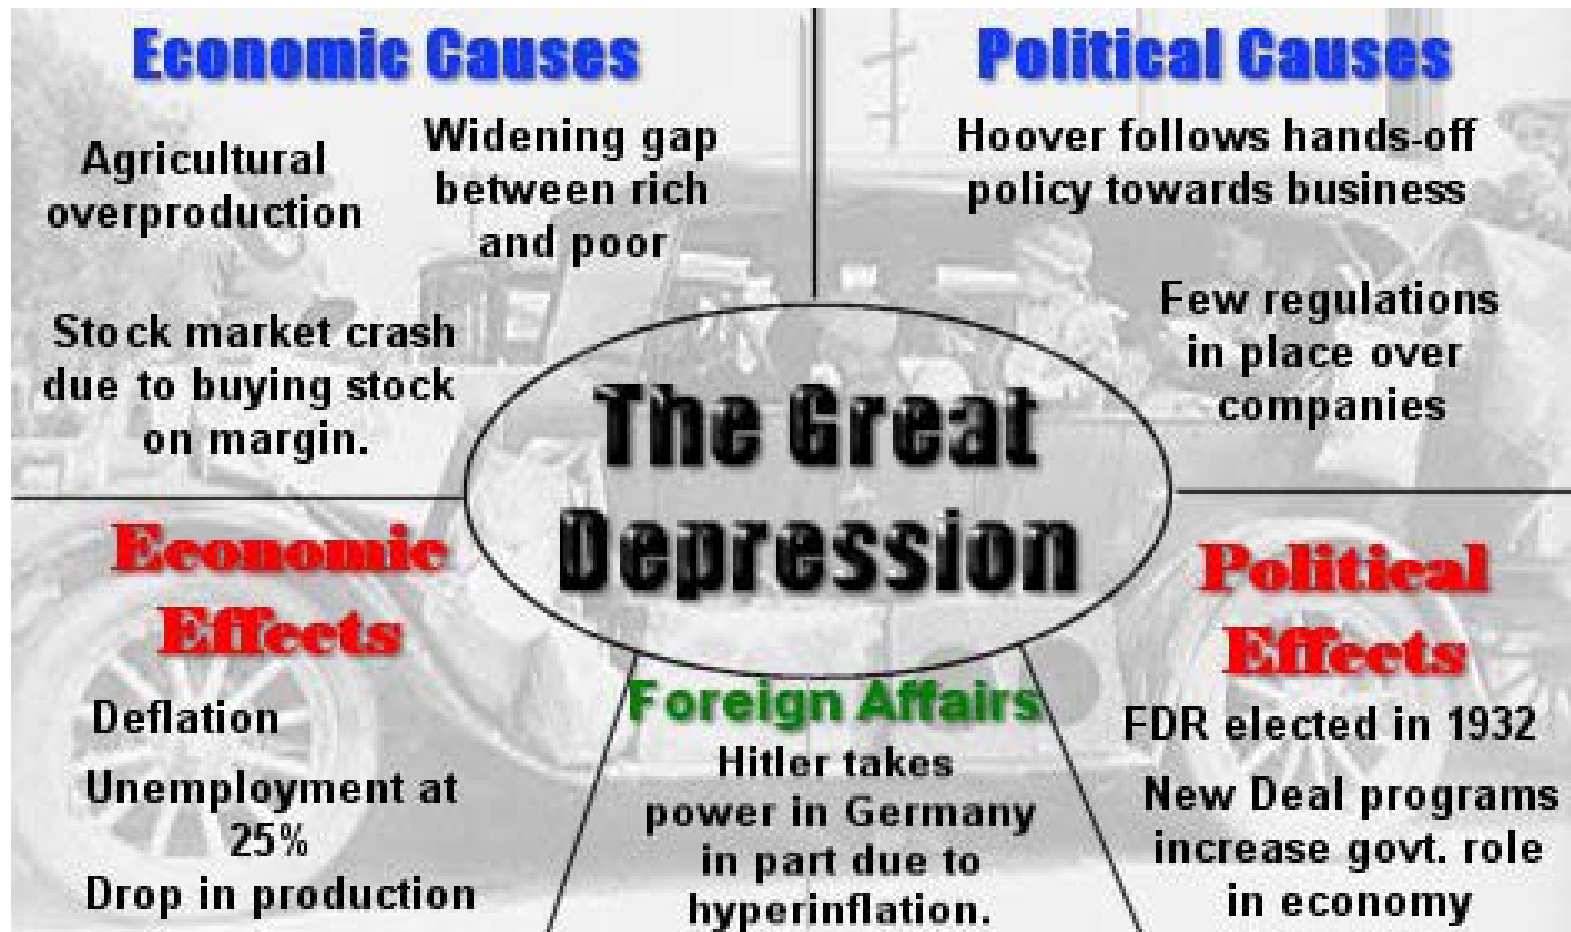 Economic Causes
Agricultural
overproduction
Widening gap
between rich
and poor
Stock market crash
due to buying stock
on margin.
Political Causes
Hoover follows hands-off
policy towards business
Few regulations
in place over
companies
The Great
Depression
Economic
Effects
Deflation
Unemployment at
25%
Drop in production
Foreign Affairs
Hitler takes
power in Germany
in part due to
hyperinflation.
Political
Effects
FDR elected in 1932
New Deal programs
increase govt. role
in economy